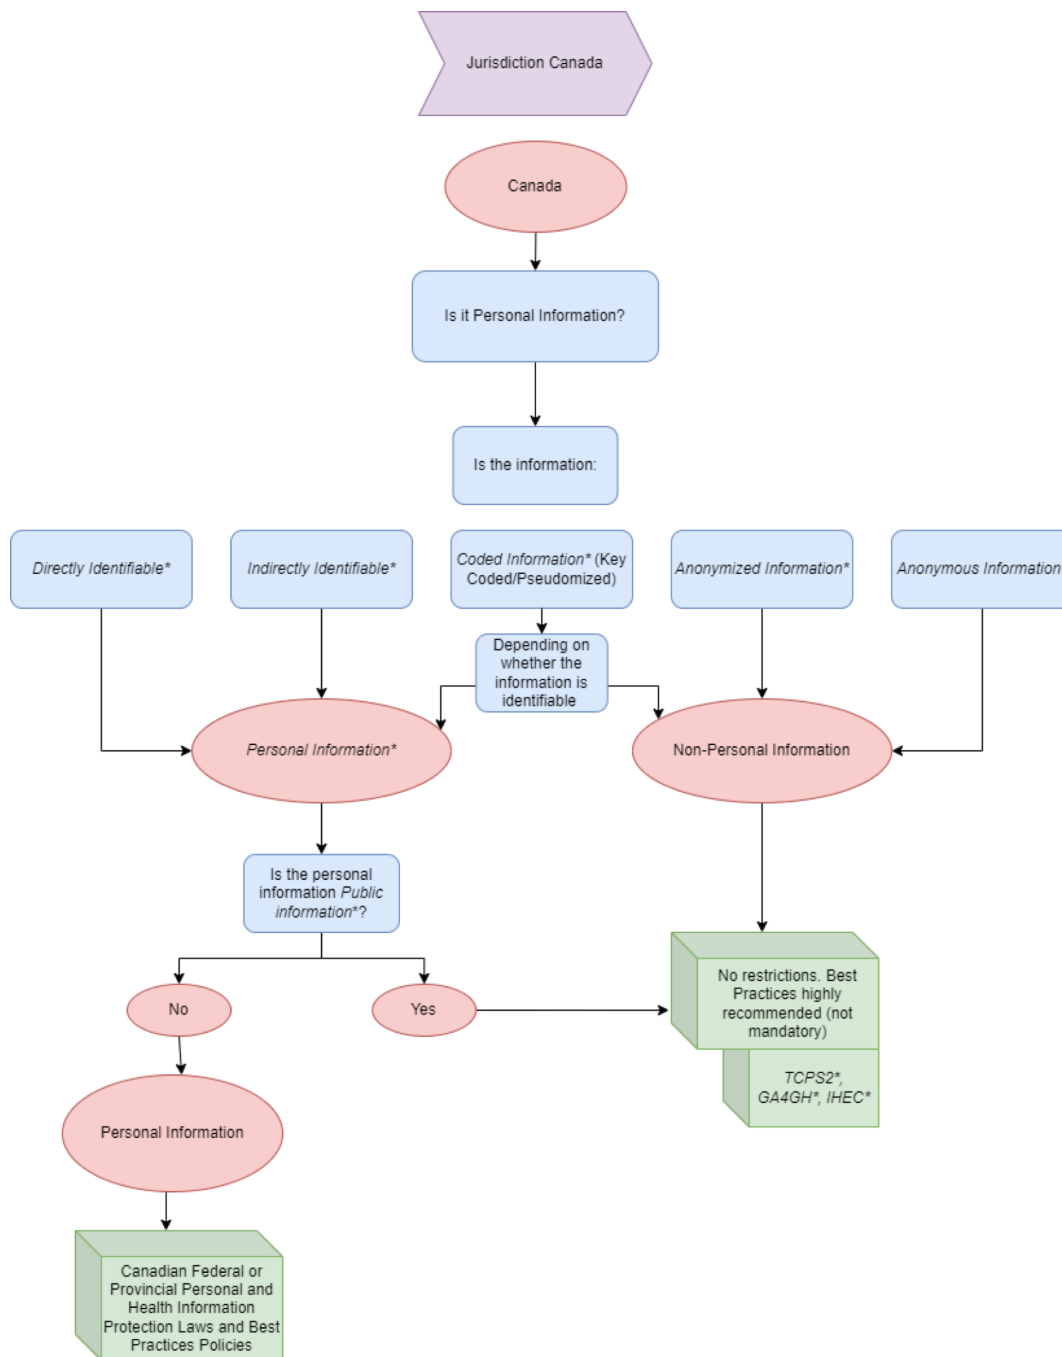 Jurisdiction Canada
Canada
Is it Personal Information?
Is the information:
Directly Identifiable*
Indirectly Identifiable*
Coded Information* (Key
Coded/Pseudomized)
Anonymized Information*
Anonymous Information
Depending on
whether the
information is
identifiable
Personal Information*
Non-Personal Information
Is the personal
information Public
information*?
No
Yes
No restrictions. Best
Practices highly
recommended (not
mandatory)
TCPS2*,
GA4GH*, IHEC*
Personal Information
Canadian Federal or
Provincial Personal and
Health Information
Protection Laws and Best
Practices Policies